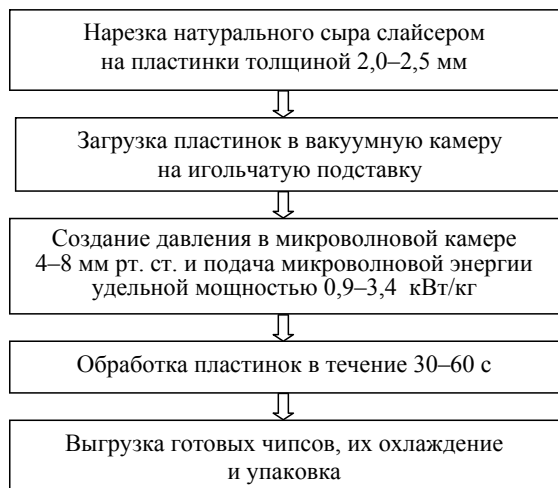 Нарезка натурального сыра слайсером
на пластинки толщиной 2,0–2,5 мм
Загрузка пластинок в вакуумную камеру
на игольчатую подставку
Создание давления в микроволновой камере
4–8 мм рт. ст. и подача микроволновой энергии
удельной мощностью 0,9–3,4 кВт/кг
Обработка пластинок в течение 30–60 с
Выгрузка готовых чипсов, их охлаждение
и упаковка